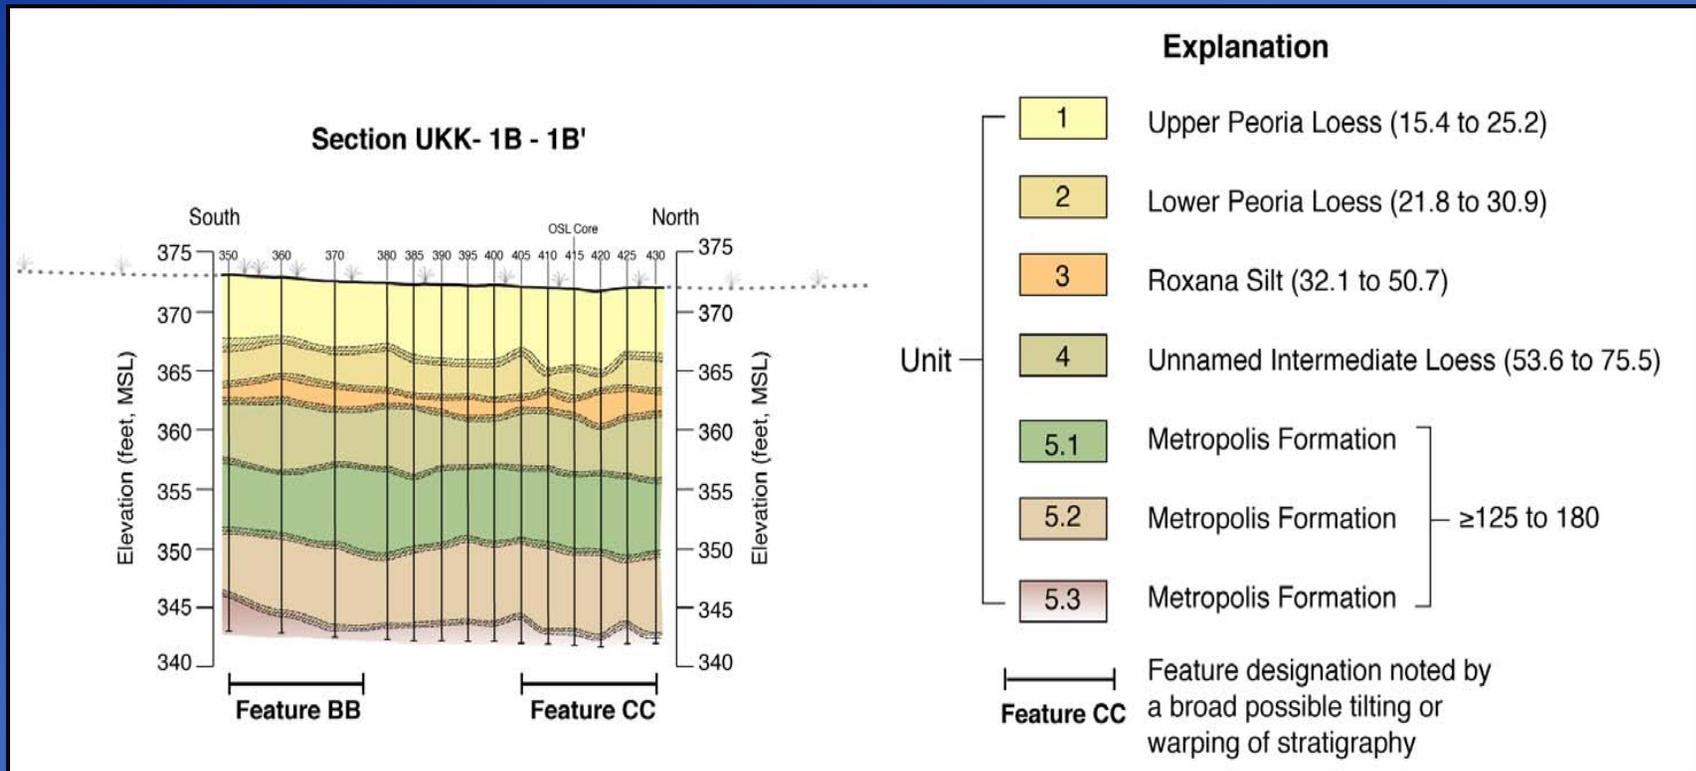 Explanation
Section UKK- 1B - 1B'
South
North
OSL Core
350 360 370 380 385 390 395 400 405 410 415 420 425 430
375
370
365
360
355
350
345
340
Elevation (feet, MSL)
375
370
365
360
355
350
345
340
Elevation (feet, MSL)
Feature BB
Feature CC
Unit
1 Upper Peoria Loess (15.4 to 25.2)
2 Lower Peoria Loess (21.8 to 30.9)
3 Roxana Silt (32.1 to 50.7)
4 Unnamed Intermediate Loess (53.6 to 75.5)
5.1 Metropolis Formation
5.2 Metropolis Formation
≥125 to 180
5.3 Metropolis Formation
Feature CC
Feature designation noted by
a broad possible tilting or
warping of stratigraphy